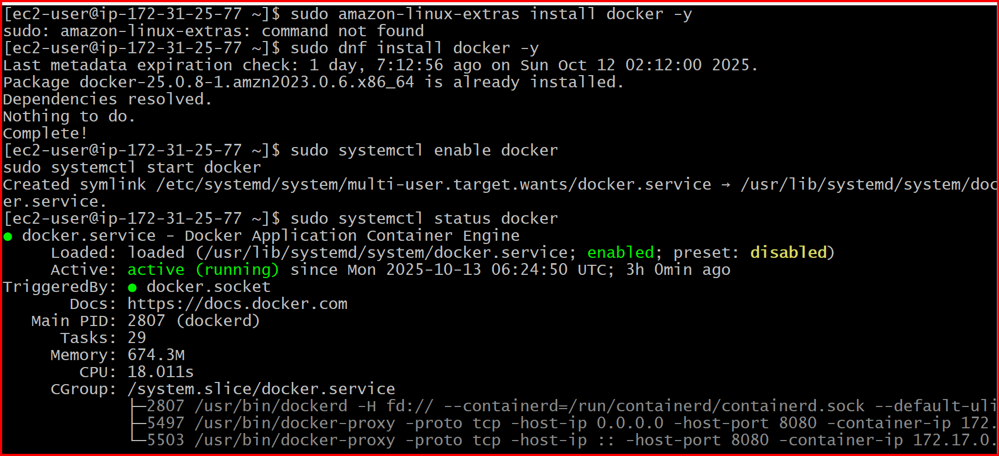 [ec2-user@ip-172-31-25-77 ~]$ sudo amazon-linux-extras install docker -y
sudo: amazon-linux-extras: command not found
[ec2-user@ip-172-31-25-77 ~]$ sudo dnf install docker -y
Last metadata expiration check: 1 day, 7:12:56 ago on Sun Oct 12 02:12:00 2025.
Package docker-25.0.8-1.amzn2023.0.6.x86_64 is already installed.
Dependencies resolved.
Nothing to do.
Complete!
[ec2-user@ip-172-31-25-77 ~]$ sudo systemctl enable docker
sudo systemctl start docker
Created symlink /etc/systemd/system/multi-user.target.wants/docker.service → /usr/lib/systemd/system/doc
er.service.
[ec2-user@ip-172-31-25-77 ~]$ sudo systemctl status docker
● docker.service - Docker Application Container Engine
     Loaded: loaded (/usr/lib/systemd/system/docker.service; enabled; preset: disabled)
     Active: active (running) since Mon 2025-10-13 06:24:50 UTC; 3h 0min ago
TriggeredBy: ● docker.socket
       Docs: https://docs.docker.com
   Main PID: 2807 (dockerd)
      Tasks: 29
     Memory: 674.3M
        CPU: 18.011s
     CGroup: /system.slice/docker.service
             ├─2807 /usr/bin/dockerd -H fd:// --containerd=/run/containerd/containerd.sock --default-uli
             ├─5497 /usr/bin/docker-proxy -proto tcp -host-ip 0.0.0.0 -host-port 8080 -container-ip 172.
             └─5503 /usr/bin/docker-proxy -proto tcp -host-ip :: -host-port 8080 -container-ip 172.17.0.